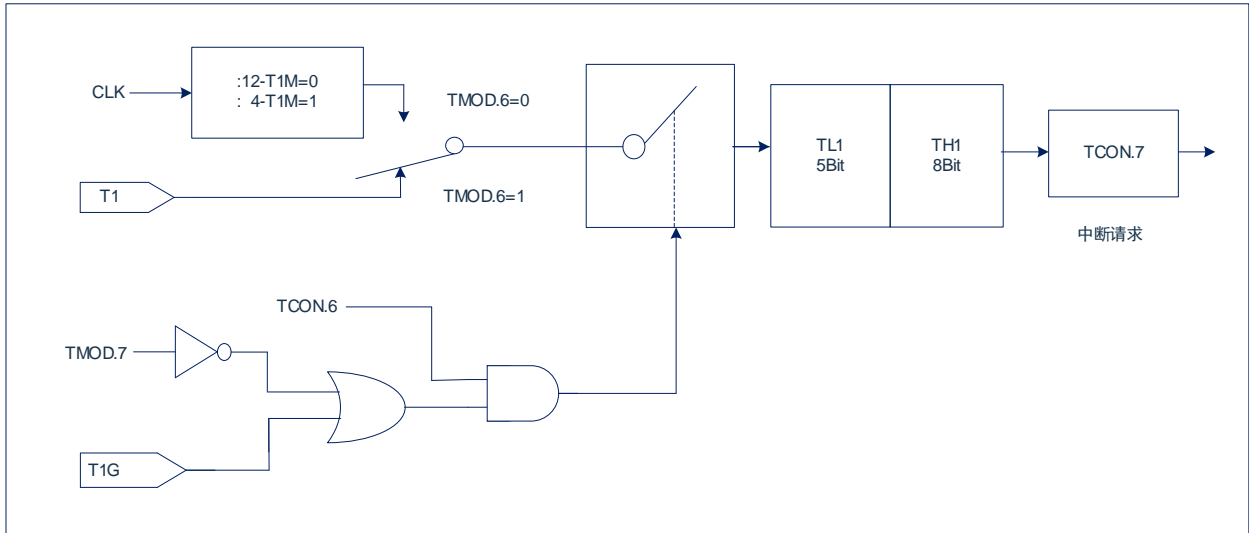 :12-T1M=0
: 4-T1M=1
CLK
TMOD.6=0
T1
TMOD.6=1
TL1
5Bit
TH1
8Bit
TCON.7
中断请求
TCON.6
TMOD.7
T1G